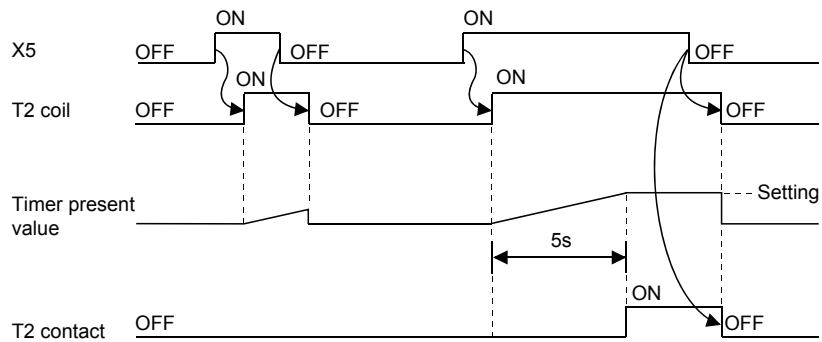 ON
ON
X5
OFF
OFF
OFF
ON
ON
T2 coil
OFF
OFF
OFF
Timer present
value
Setting
5s
ON
T2 contact
OFF
OFF